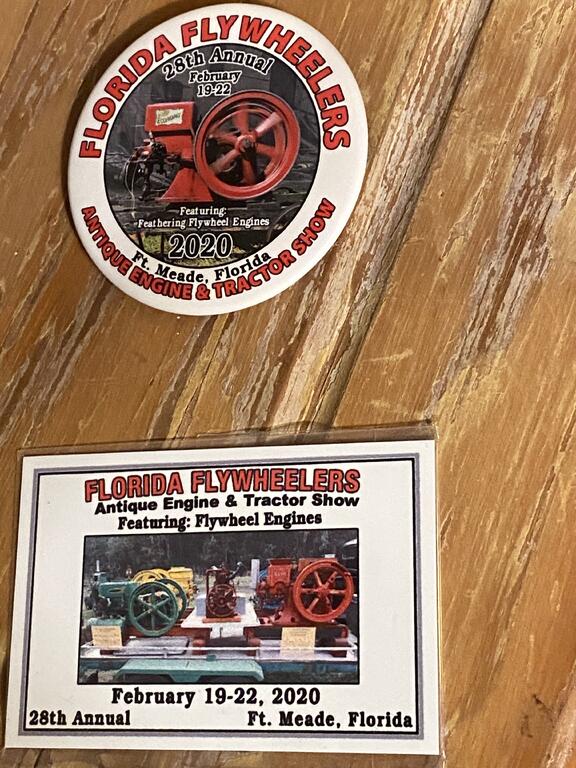 FLORIDA FLYWHEELERS
28th Annual
February
19-22
Featuring:
Feathering Flywheel Engines
2020
Ft. Meade, Florida
ANTIQUE ENGINE & TRACTOR SHOW
FLORIDA FLYWHEELERS
Antique Engine & Tractor Show
Featuring: Flywheel Engines
February 19-22, 2020
28th Annual Ft. Meade, Florida